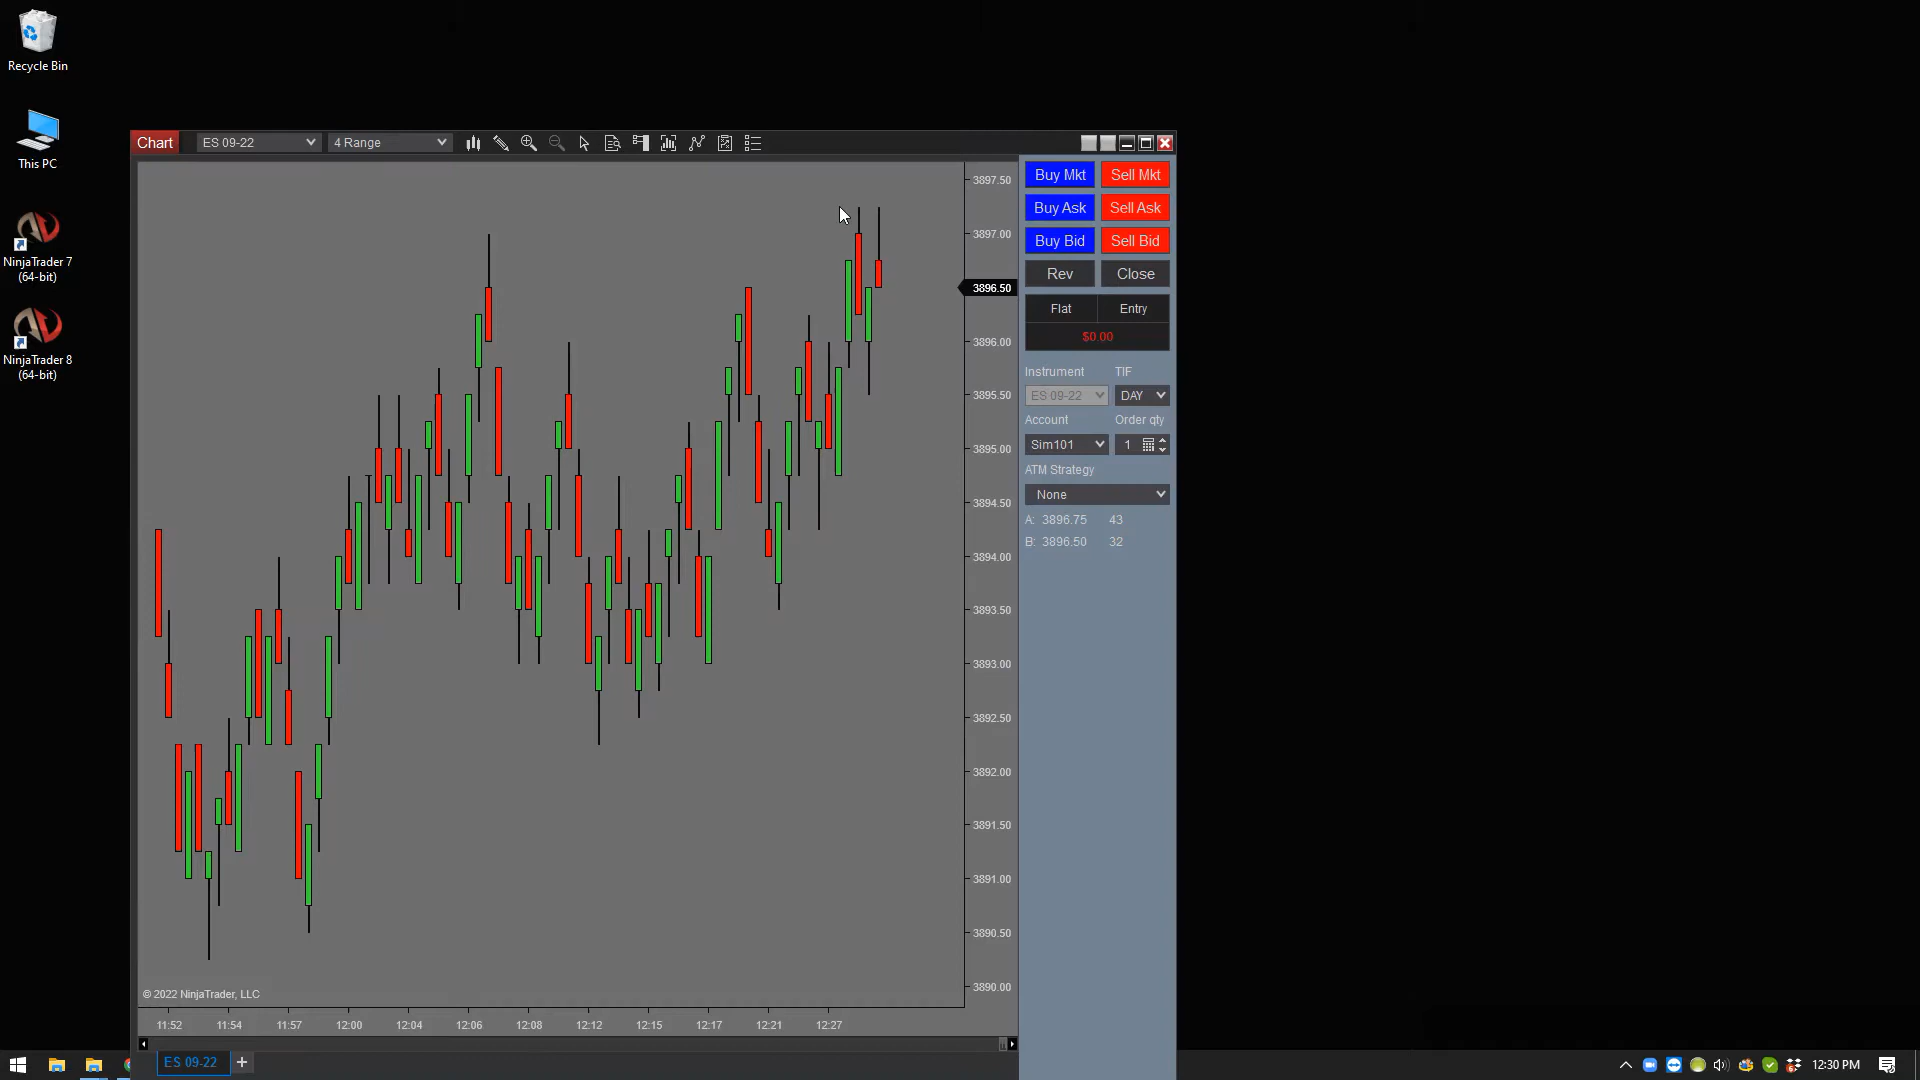 Recycle Bin
This PC
NinjaTrader 7
(64-bit)
NinjaTrader 8
(64-bit)
Chart
ES 09-22
4 Range
3897.50
3897.00
3896.50
3896.00
3895.50
3895.00
3894.50
3894.00
3893.50
3893.00
3892.50
3892.00
3891.50
3891.00
3890.50
3890.00
Buy Mkt Sell Mkt
Buy Ask Sell Ask
Buy Bid Sell Bid
Rev Close
Flat Entry
$0.00
Instrument TIF
ES 09-22 DAY
Account Order qty
Sim101 1
ATM Strategy
None
A: 3896.75 43
B: 3896.50 32
© 2022 NinjaTrader, LLC
11:52 11:54 11:57 12:00 12:04 12:06 12:08 12:12 12:15 12:17 12:21 12:27
ES 09-22 +
12:30 PM